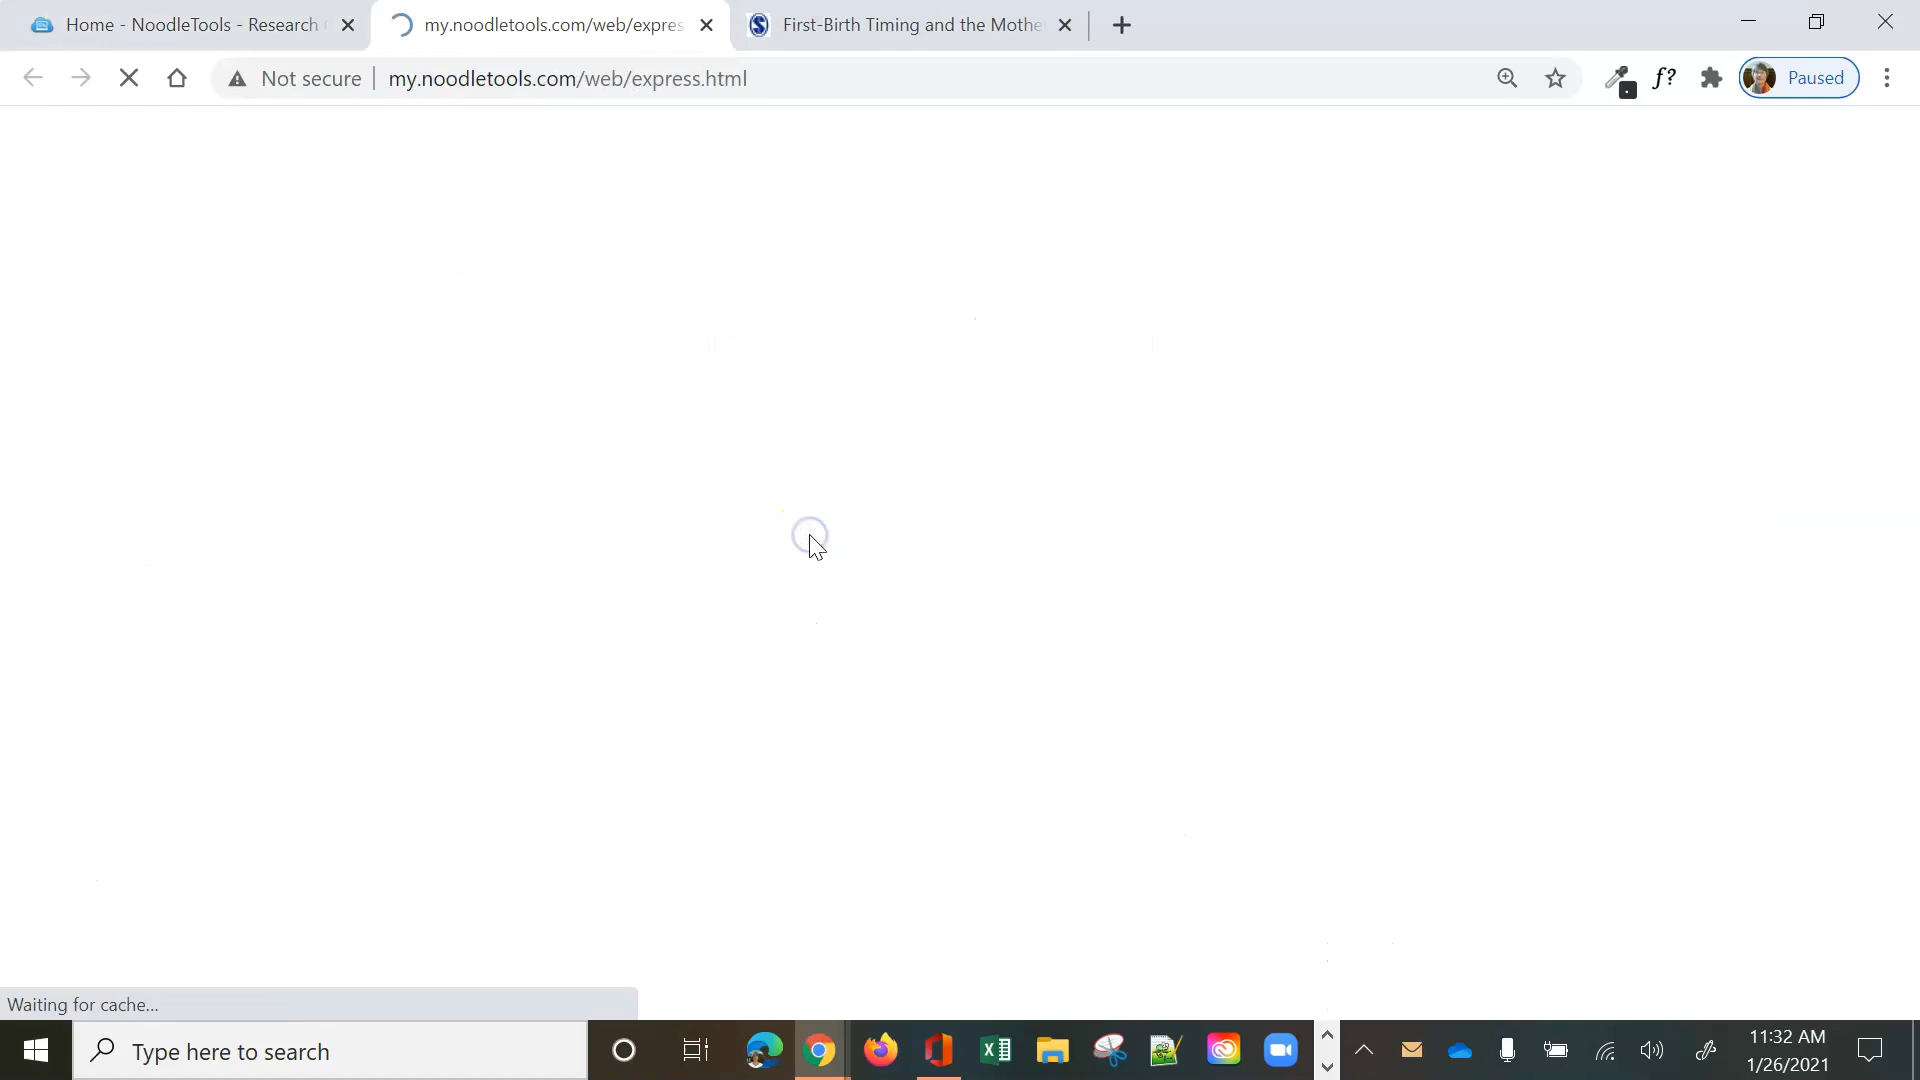 Home - NoodleTools - Research
my.noodletools.com/web/expres
First-Birth Timing and the Mothe
Not secure
my.noodletools.com/web/express.html
f?
Paused
Waiting for cache...
Type here to search
11:32 AM
1/26/2021